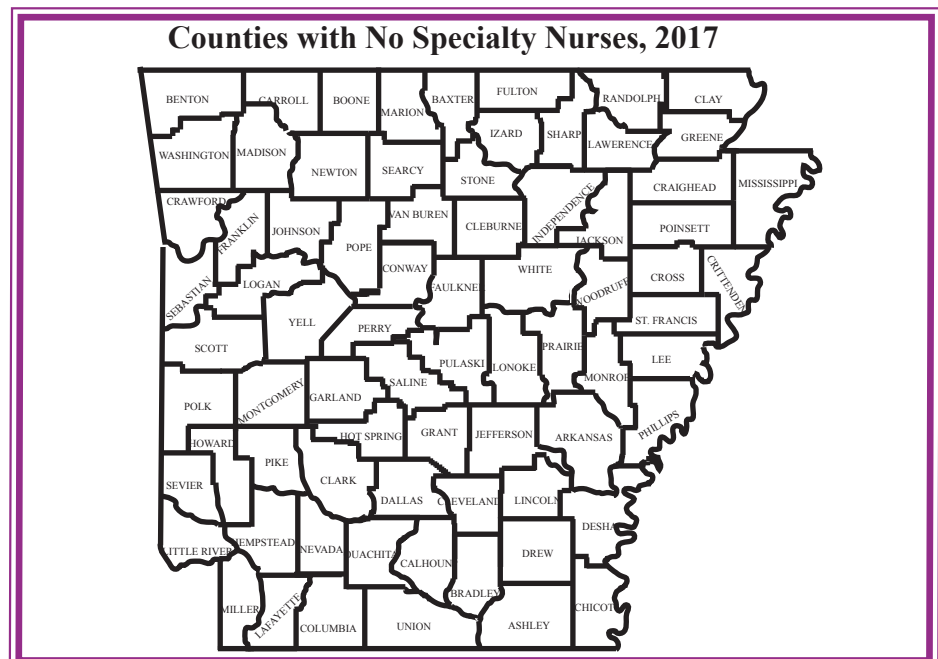 Counties with No Specialty Nurses, 2017
BENTON
CARROLL
BOONE
MARION
BAXTER
FULTON
RANDOLPH
CLAY
IZARD
SHARP
LAWERENCE
GREENE
WASHINGTON
MADISON
NEWTON
SEARCY
STONE
INDEPENDENCE
CRAIGHEAD
MISSISSIPPI
CRAWFORD
FRANKLIN
JOHNSON
POPE
VAN BUREN
CLEBURNE
JACKSON
POINSETT
SEBASTIAN
LOGAN
CONWAY
FAULKNER
WHITE
WOODRUFF
CROSS
CRITTENDEN
SCOTT
YELL
PERRY
PULASKI
LONOKE
PRAIRIE
ST. FRANCIS
MONROE
LEE
POLK
MONTGOMERY
GARLAND
SALINE
PHILLIPS
HOWARD
PIKE
HOT SPRING
GRANT
JEFFERSON
ARKANSAS
SEVIER
CLARK
DALLAS
CLEVELAND
LINCOLN
DESHA
LITTLE RIVER
HEMPSTEAD
NEVADA
OUACHITA
CALHOUN
BRADLEY
DREW
CHICOT
MILLER
LAFAYETTE
COLUMBIA
UNION
ASHLEY